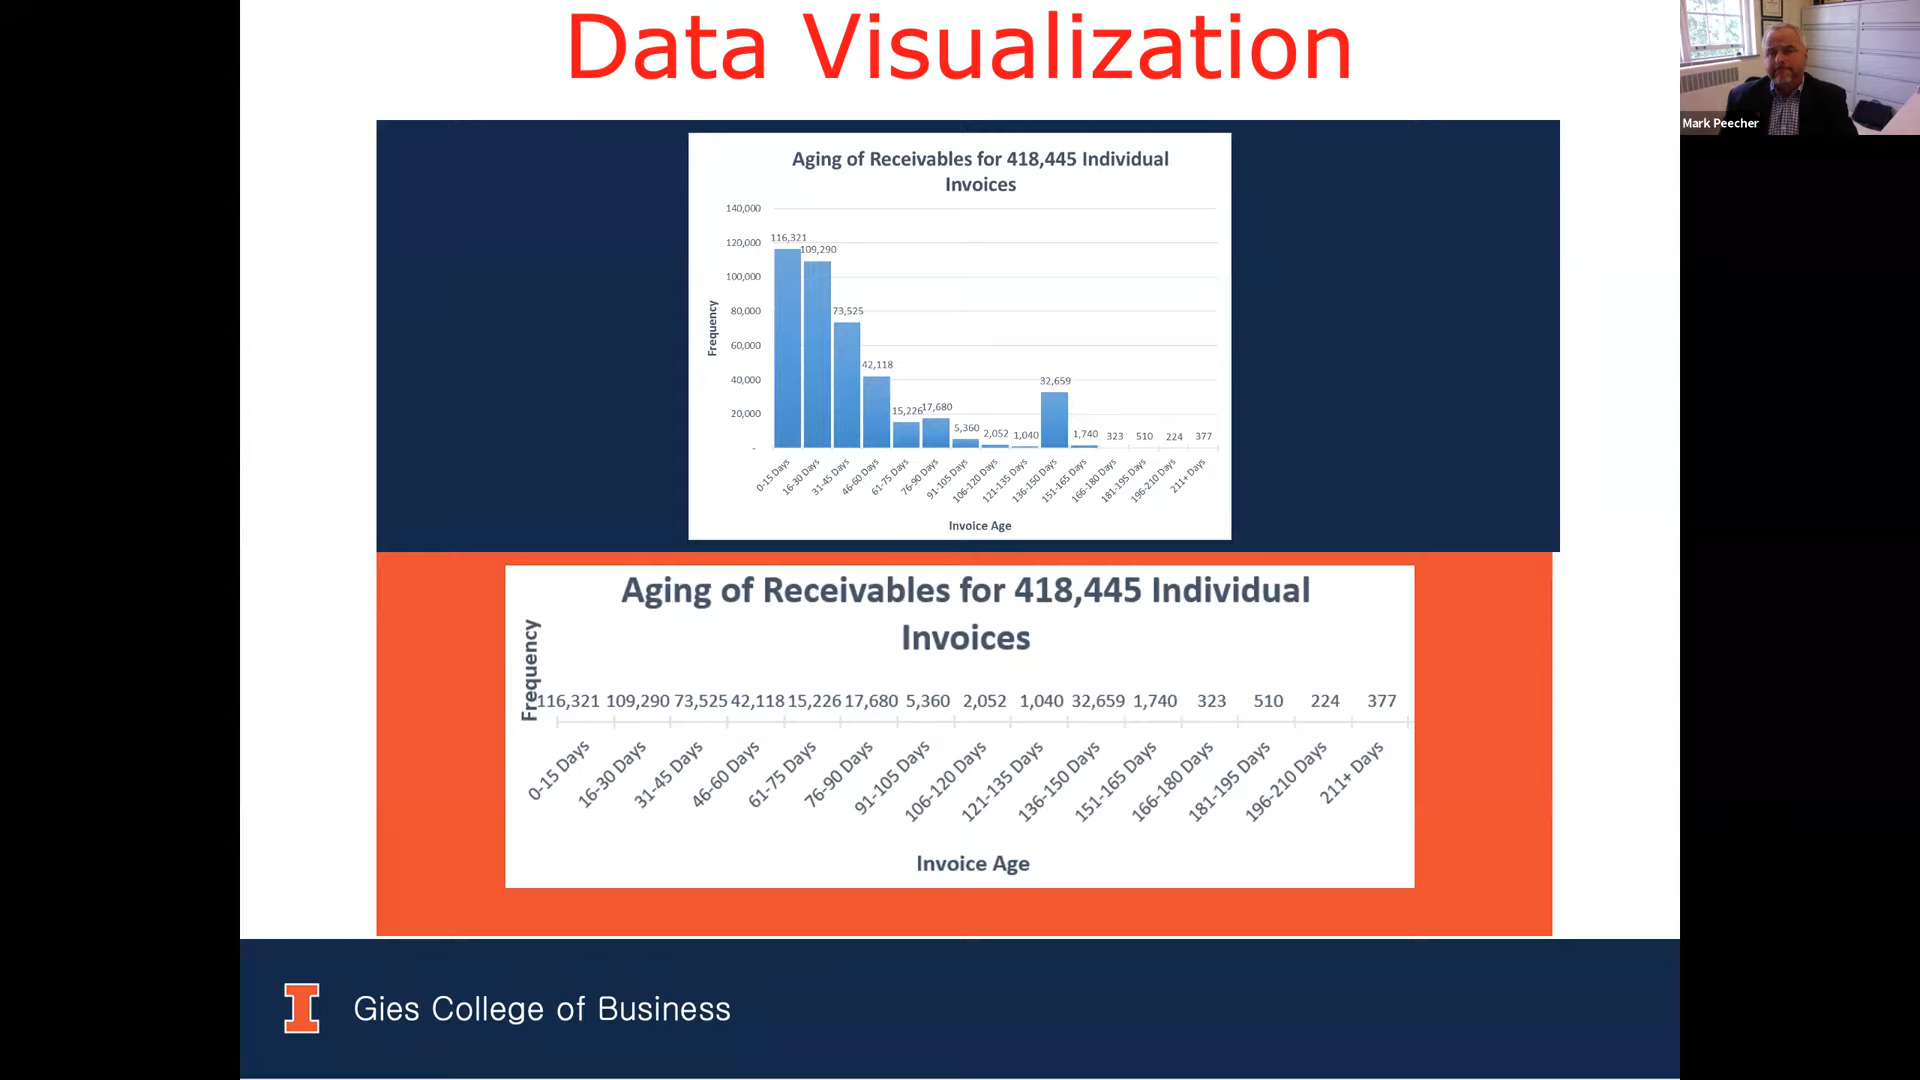 Data Visualization
Mark Peecher
Aging of Receivables for 418,445 Individual
Invoices
140,000
120,000
100,000
80,000
60,000
40,000
20,000
-
Frequency
116,321
109,290
73,525
42,118
15,226
17,680
5,360
2,052
1,040
32,659
1,740
323
510
224
377
0-15 Days
16-30 Days
31-45 Days
46-60 Days
61-75 Days
76-90 Days
91-105 Days
106-120 Days
121-135 Days
136-150 Days
151-165 Days
166-180 Days
181-195 Days
196-210 Days
211+ Days
Invoice Age
Aging of Receivables for 418,445 Individual
Invoices
Frequency
116,321 109,290 73,525 42,118 15,226 17,680 5,360 2,052 1,040 32,659 1,740 323 510 224 377
0-15 Days
16-30 Days
31-45 Days
46-60 Days
61-75 Days
76-90 Days
91-105 Days
106-120 Days
121-135 Days
136-150 Days
151-165 Days
166-180 Days
181-195 Days
196-210 Days
211+ Days
Invoice Age
I
Gies College of Business